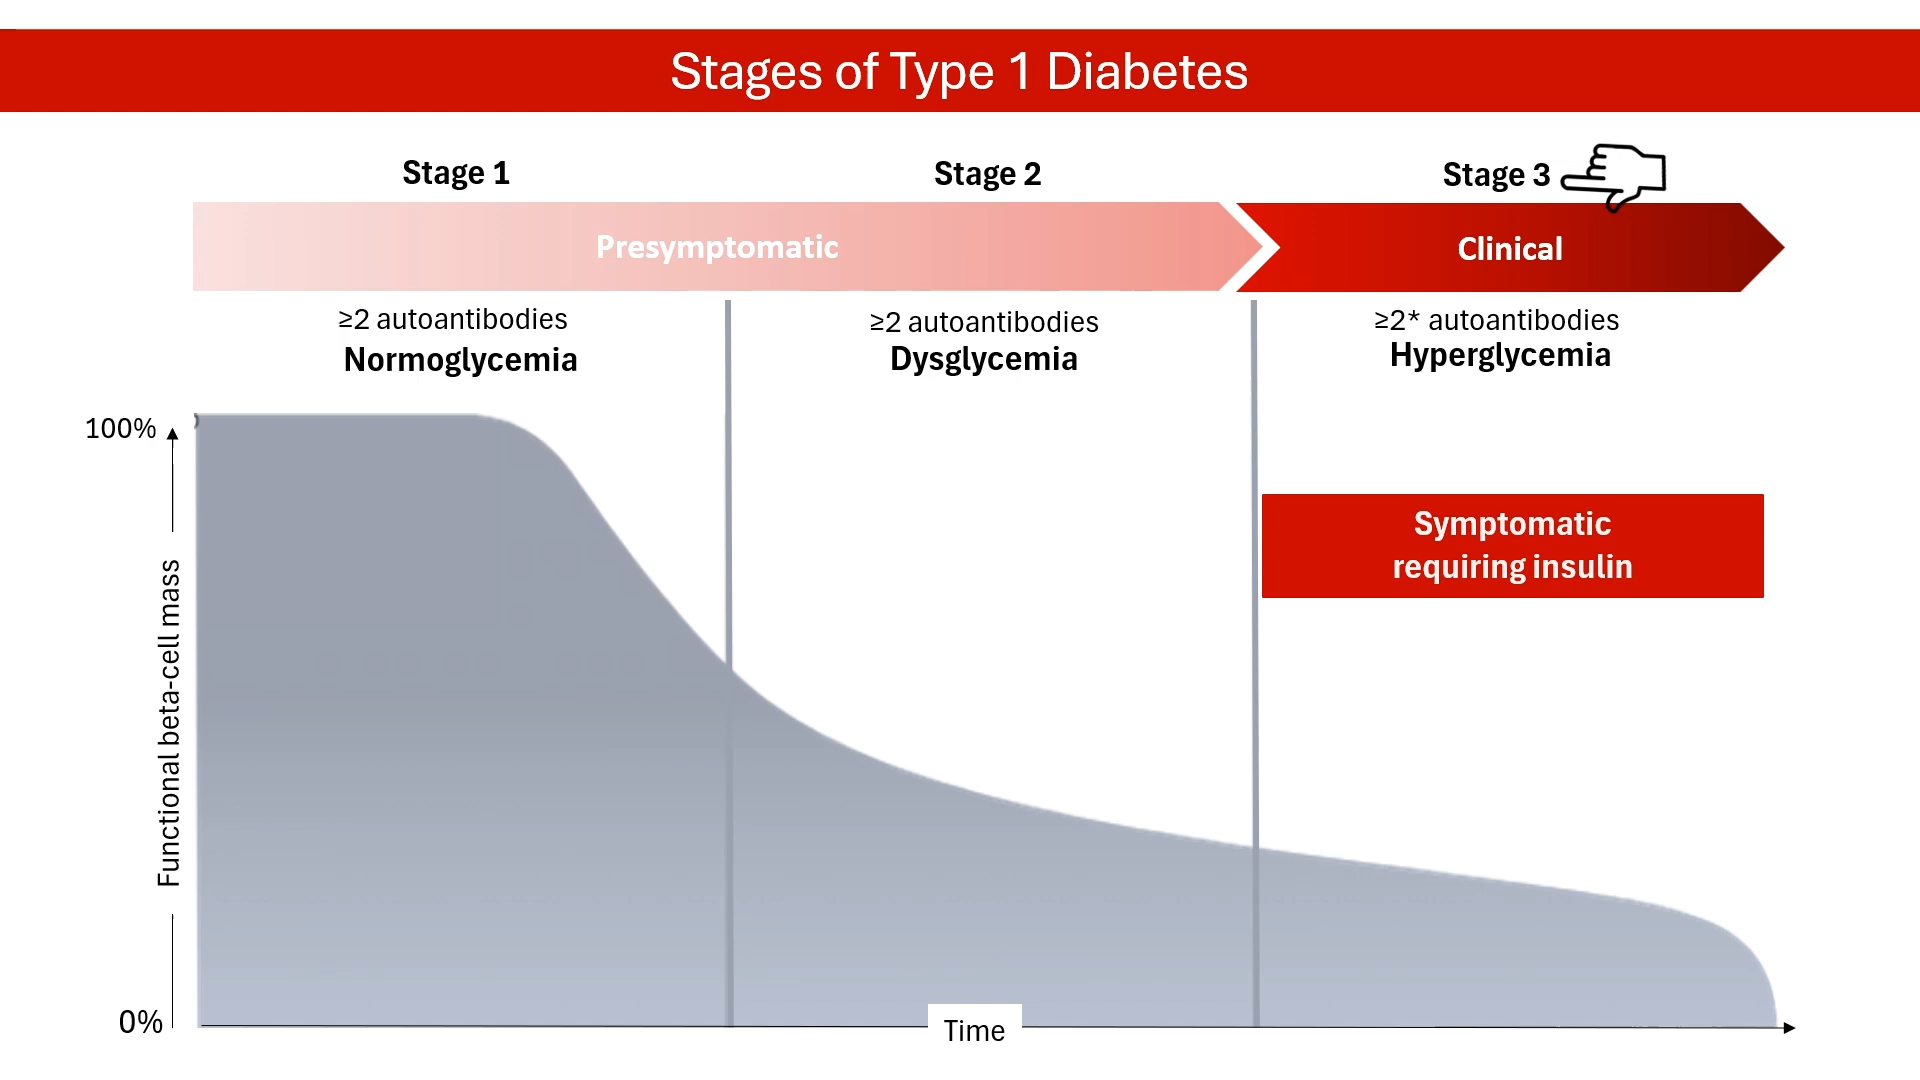 Stages of Type 1 Diabetes
Stage 1
Stage 2
Stage 3
Presymptomatic
Clinical
≥2 autoantibodies
Normoglycemia
≥2 autoantibodies
Dysglycemia
≥2* autoantibodies
Hyperglycemia
100%
Symptomatic
requiring insulin
Functional beta-cell mass
0%
Time